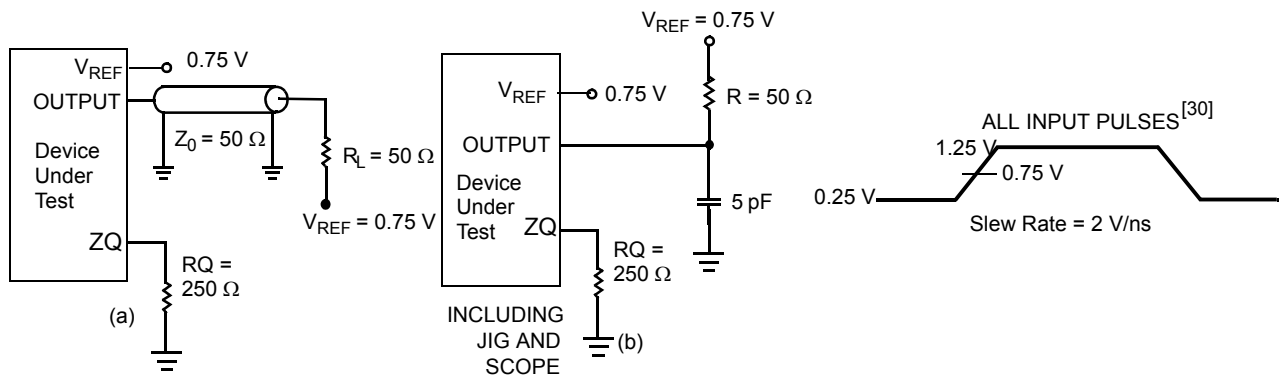 V_REF
0.75 V
OUTPUT
Z0 = 50 Ω
Device
Under
Test
RL = 50 Ω
VREF = 0.75 V
ZQ
RQ =
250 Ω
(a)
VREF = 0.75 V
R = 50 Ω
VREF
0.75 V
OUTPUT
Device
Under
Test
5 pF
ZQ
RQ =
250 Ω
INCLUDING
JIG AND
SCOPE
(b)
ALL INPUT PULSES[30]
1.25 V
0.75 V
0.25 V
Slew Rate = 2 V/ns